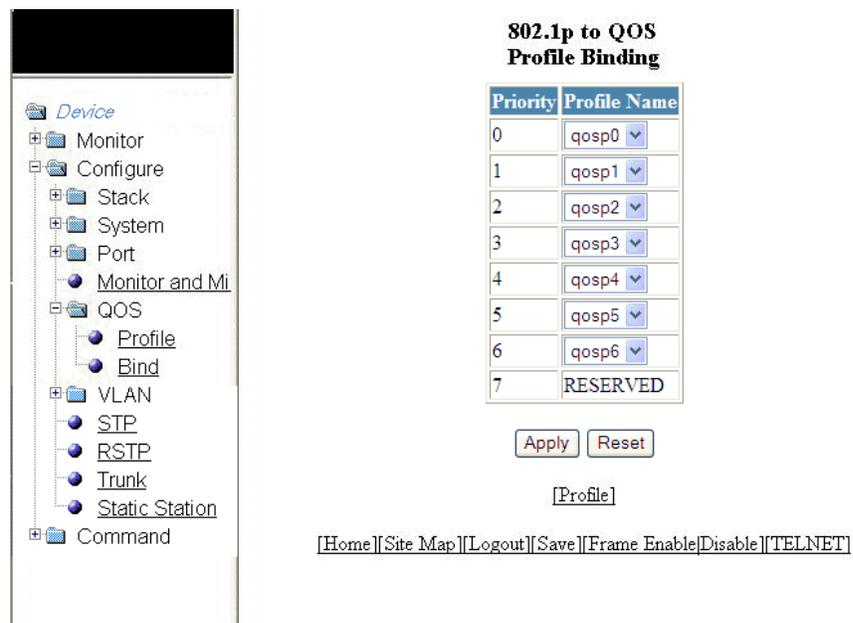 Device
Monitor
Configure
Stack
System
Port
Monitor and Mi
QOS
Profile
Bind
VLAN
STP
RSTP
Trunk
Static Station
Command
802.1p to QOS
Profile Binding
Priority Profile Name
0 qosp0
1 qosp1
2 qosp2
3 qosp3
4 qosp4
5 qosp5
6 qosp6
7 RESERVED
Apply Reset
[Profile]
[Home][Site Map][Logout][Save][Frame Enable|Disable][TELNET]